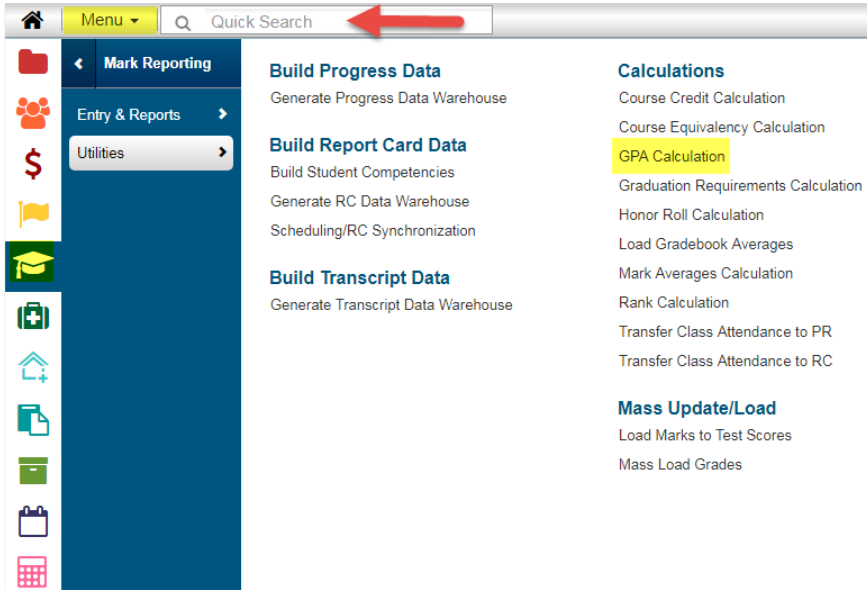 Menu
Quick Search
Mark Reporting
Entry & Reports
Utilities
Build Progress Data
Generate Progress Data Warehouse
Build Report Card Data
Build Student Competencies
Generate RC Data Warehouse
Scheduling/RC Synchronization
Build Transcript Data
Generate Transcript Data Warehouse
Calculations
Course Credit Calculation
Course Equivalency Calculation
GPA Calculation
Graduation Requirements Calculation
Honor Roll Calculation
Load Gradebook Averages
Mark Averages Calculation
Rank Calculation
Transfer Class Attendance to PR
Transfer Class Attendance to RC
Mass Update/Load
Load Marks to Test Scores
Mass Load Grades